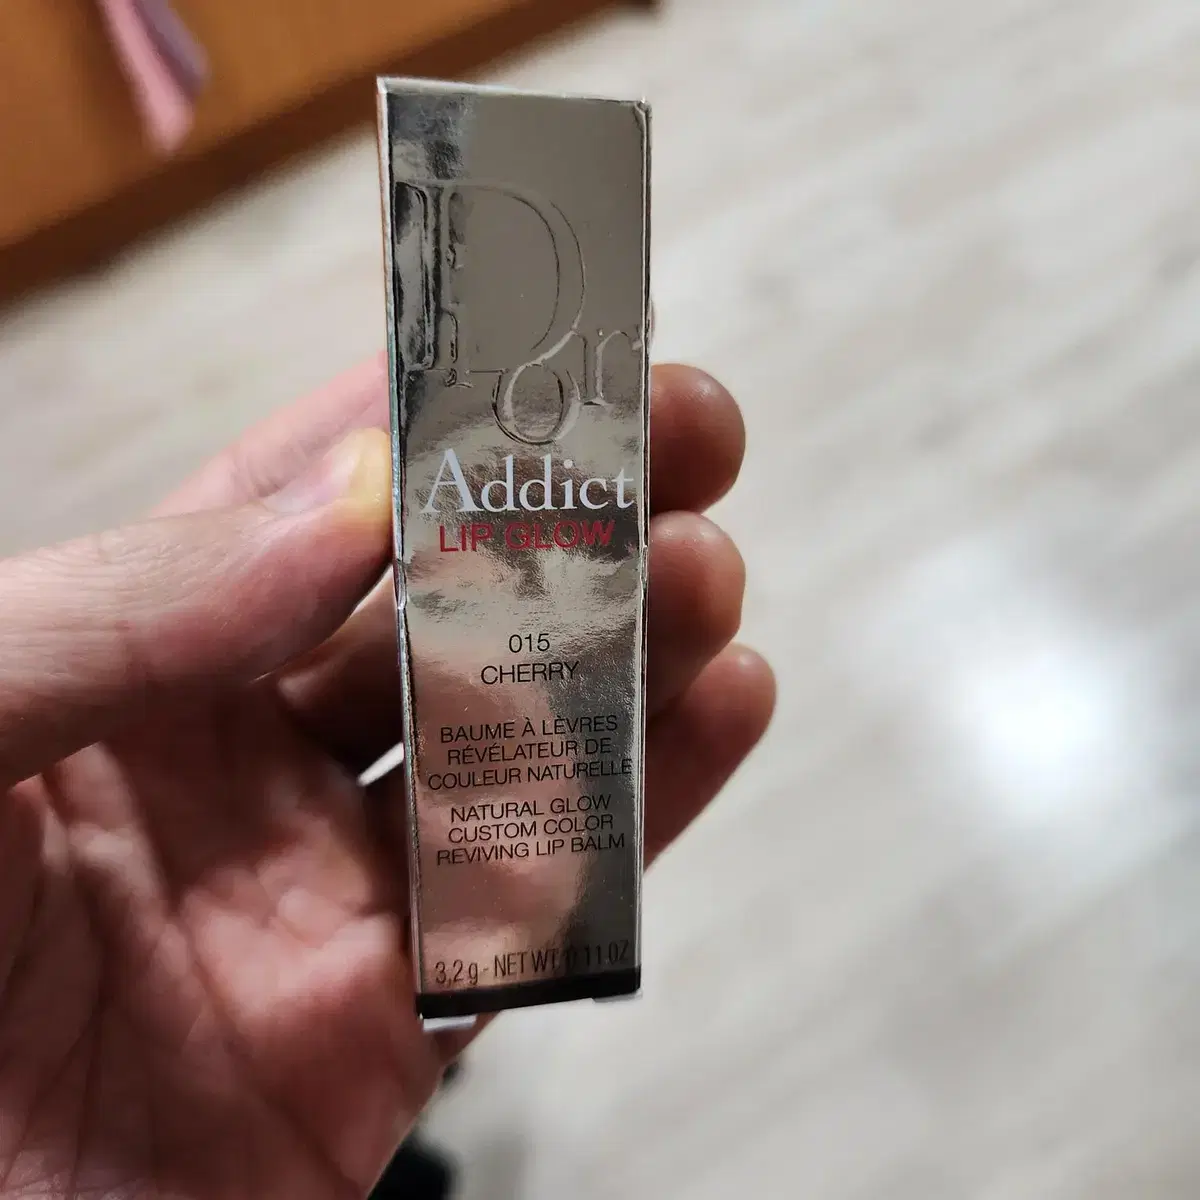 Dior
Addict
LIP GLOW
015
CHERRY
BAUME À LÈVRES
RÉVÉLATEUR DE
COULEUR NATURELLE
NATURAL GLOW
CUSTOM COLOR
REVIVING LIP BALM
3,2 g - NET WT 0.11 OZ